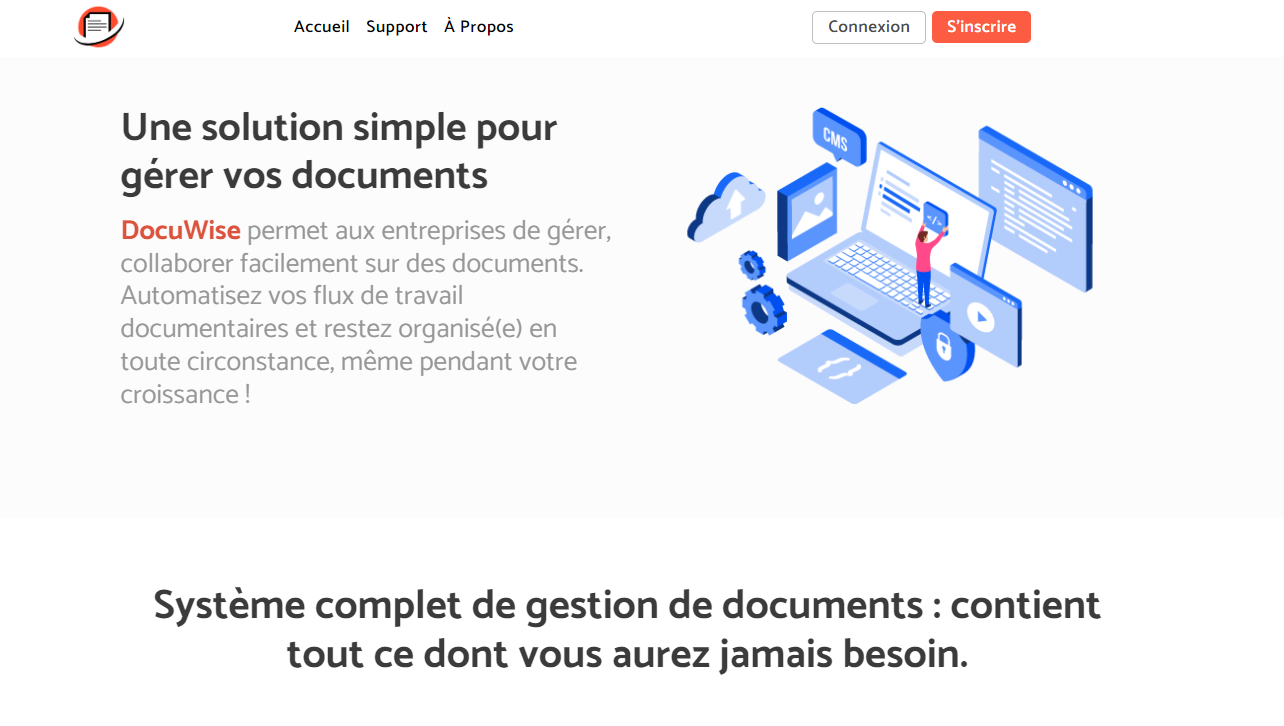 Accueil Support À Propos Connexion S'inscrire
Une solution simple pour
gérer vos documents
DocuWise permet aux entreprises de gérer,
collaborer facilement sur des documents.
Automatisez vos flux de travail
documentaires et restez organisé(e) en
toute circonstance, même pendant votre
croissance !
CMS
</>
{/}
Système complet de gestion de documents : contient
tout ce dont vous aurez jamais besoin.